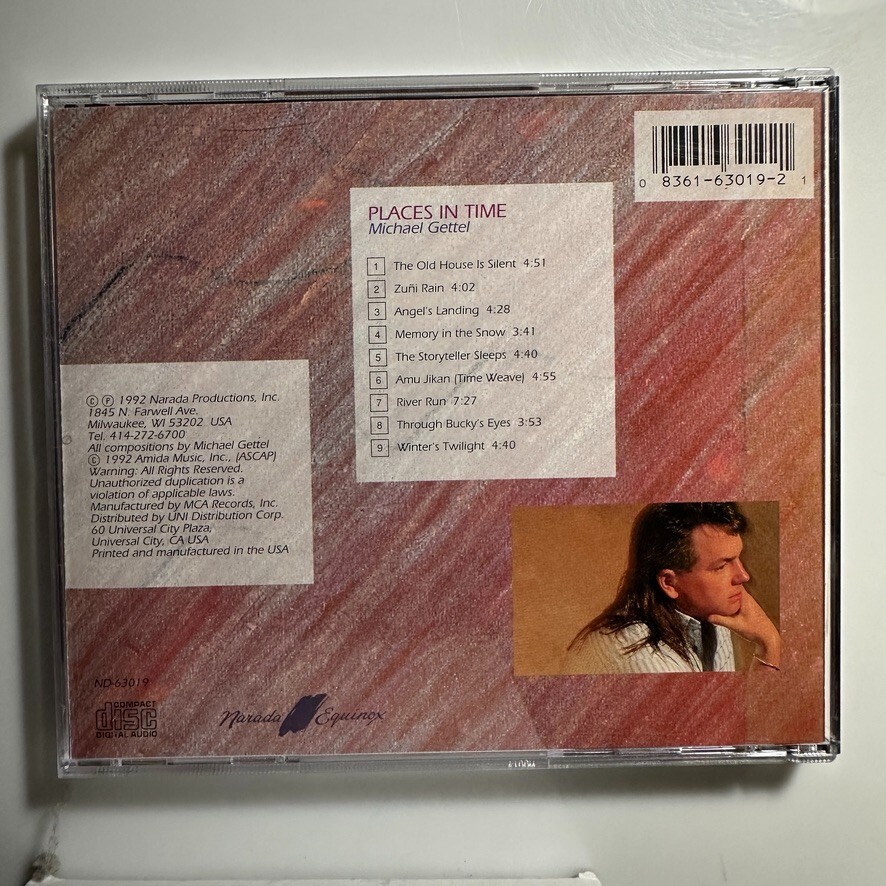 0 8361-63019-2 1
PLACES IN TIME
Michael Gettel
1 The Old House Is Silent 4:51
2 Zuñi Rain 4:02
3 Angel's Landing 4:28
4 Memory in the Snow 3:41
5 The Storyteller Sleeps 4:40
6 Amu Jikan (Time Weave) 4:55
7 River Run 7:27
8 Through Bucky's Eyes 3:53
9 Winter's Twilight 4:40
Ⓒ Ⓟ 1992 Narada Productions, Inc.
1845 N. Farwell Ave.
Milwaukee, WI 53202 USA
Tel. 414-272-6700
All compositions by Michael Gettel
Ⓒ 1992 Amida Music, Inc., (ASCAP)
Warning: All Rights Reserved.
Unauthorized duplication is a
violation of applicable laws.
Manufactured by MCA Records, Inc.
Distributed by UNI Distribution Corp.
60 Universal City Plaza,
Universal City, CA USA
Printed and manufactured in the USA
ND-63019
COMPACT
disc
DIGITAL AUDIO
Narada Equinox